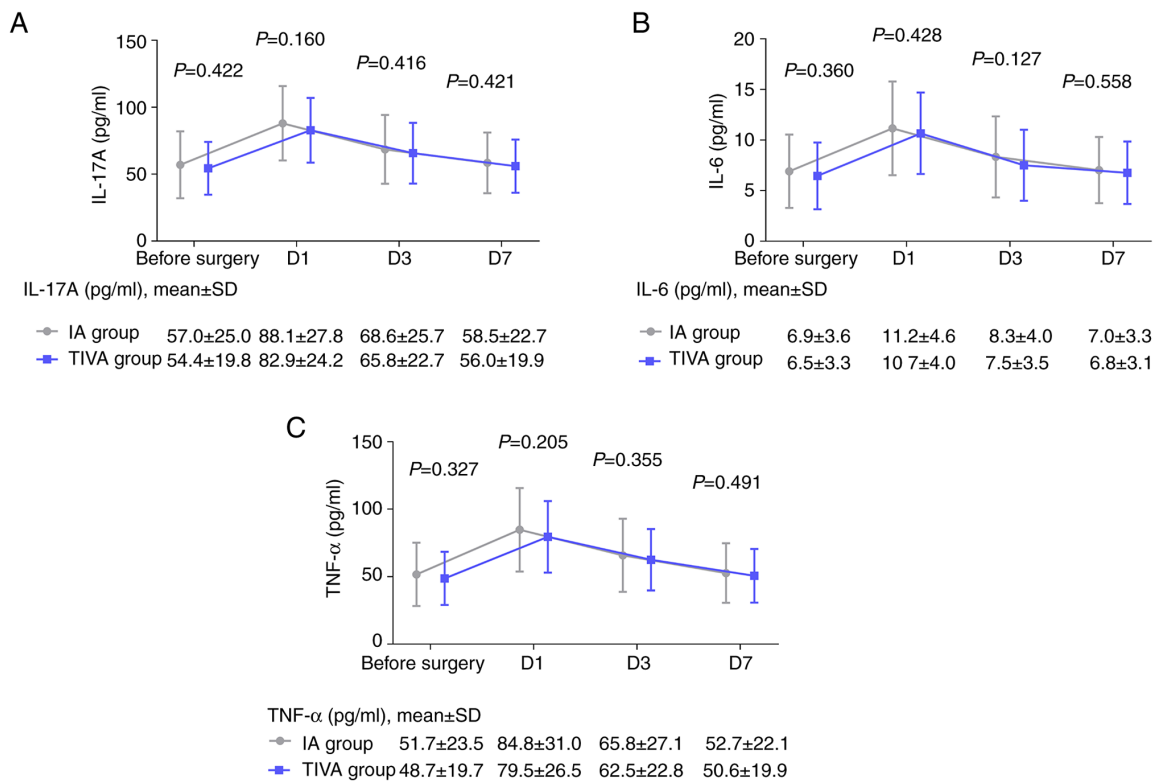 A
150
100
50
0
IL-17A (pg/ml)
P=0.422
P=0.160
P=0.416
P=0.421
Before surgery D1 D3 D7
IL-17A (pg/ml), mean±SD
IA group 57.0±25.0 88.1±27.8 68.6±25.7 58.5±22.7
TIVA group 54.4±19.8 82.9±24.2 65.8±22.7 56.0±19.9
B
20
15
10
5
0
IL-6 (pg/ml)
P=0.360
P=0.428
P=0.127
P=0.558
Before surgery D1 D3 D7
IL-6 (pg/ml), mean±SD
IA group 6.9±3.6 11.2±4.6 8.3±4.0 7.0±3.3
TIVA group 6.5±3.3 10 7±4.0 7.5±3.5 6.8±3.1
C
150
100
50
0
TNF-α (pg/ml)
P=0.327
P=0.205
P=0.355
P=0.491
Before surgery D1 D3 D7
TNF-α (pg/ml), mean±SD
IA group 51.7±23.5 84.8±31.0 65.8±27.1 52.7±22.1
TIVA group 48.7±19.7 79.5±26.5 62.5±22.8 50.6±19.9